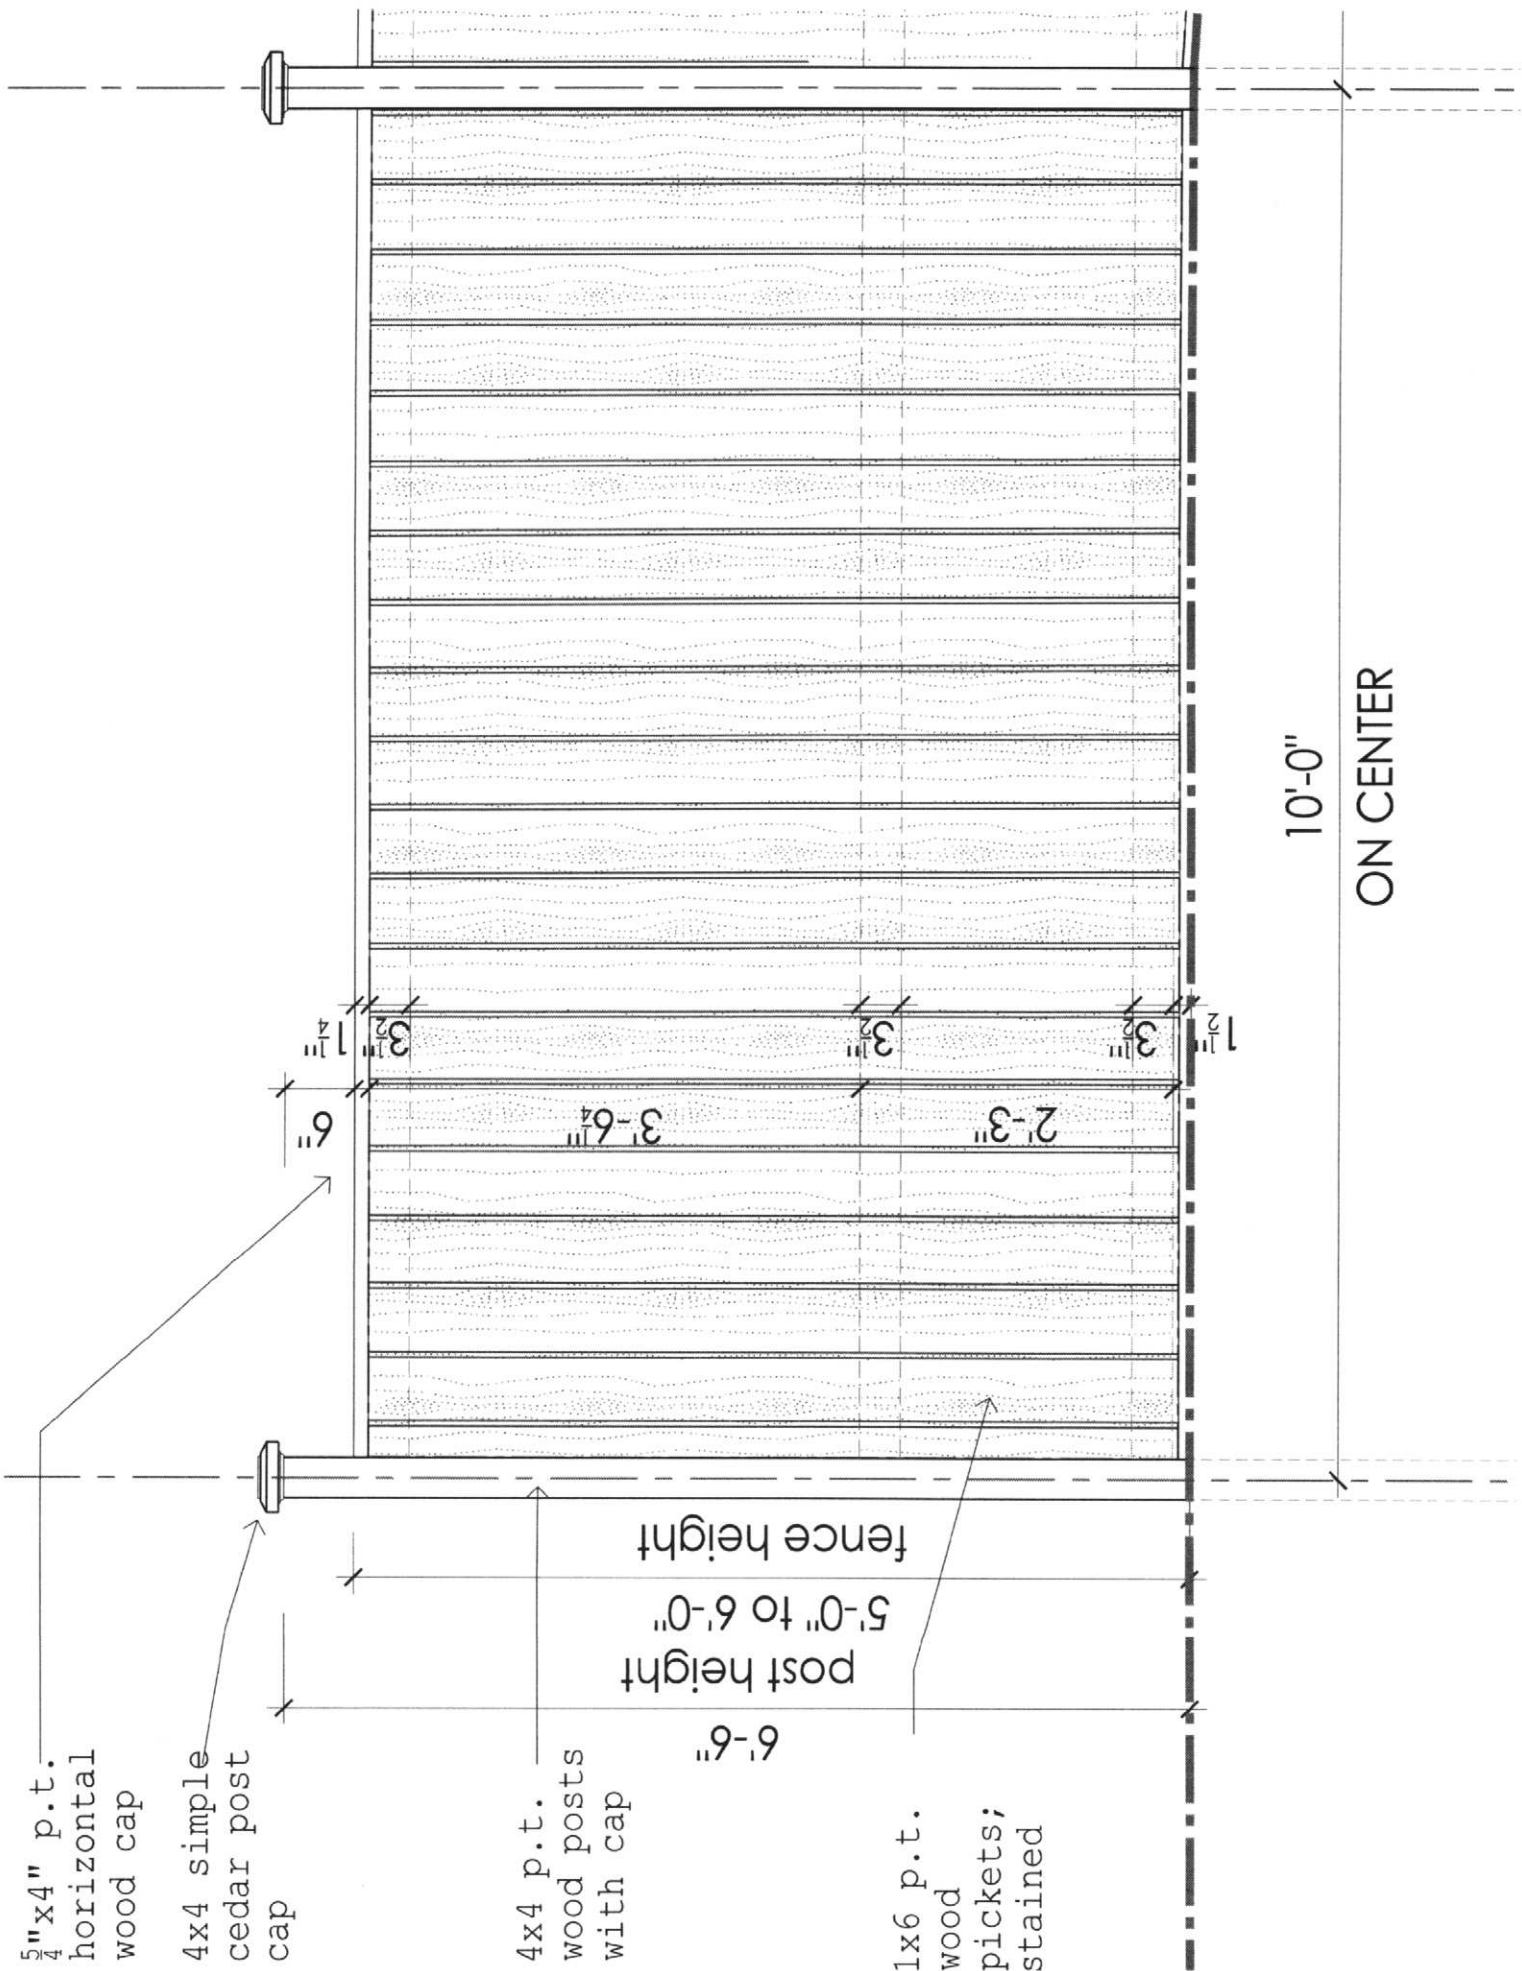 5/4"x4" p.t.
horizontal
wood cap
4x4 simple
cedar post
cap
4x4 p.t.
wood posts
with cap
1x6 p.t.
wood
pickets;
stained
6'-6"
post height
5'-0" to 6'-0"
fence height
6"
3'-6 1/4"
2'-3"
1 1/4"
3 1/2"
3 1/2"
3 1/2"
1 1/2"
10'-0"
ON CENTER